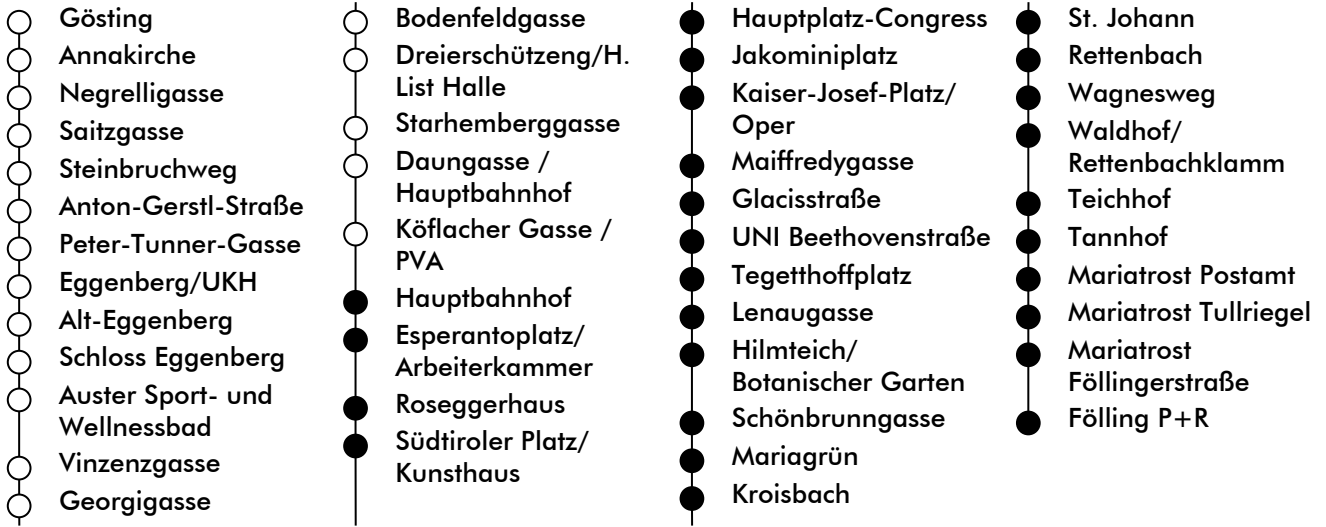 Gösting
Annakirche
Negrelligasse
Saitzgasse
Steinbruchweg
Anton-Gerstl-Straße
Peter-Tunner-Gasse
Eggenberg/UKH
Alt-Eggenberg
Schloss Eggenberg
Auster Sport- und
Wellnessbad
Vinzenzgasse
Georgigasse
Bodenfeldgasse
Dreierschützeng/H.
List Halle
Starhemberggasse
Daungasse /
Hauptbahnhof
Köflacher Gasse /
PVA
Hauptbahnhof
Esperantoplatz/
Arbeiterkammer
Roseggerhaus
Südtiroler Platz/
Kunsthaus
Hauptplatz-Congress
Jakominiplatz
Kaiser-Josef-Platz/
Oper
Maiffredygasse
Glacisstraße
UNI Beethovenstraße
Tegetthoffplatz
Lenaugasse
Hilmteich/
Botanischer Garten
Schönbrunngasse
Mariagrün
Kroisbach
St. Johann
Rettenbach
Wagnesweg
Waldhof/
Rettenbachklamm
Teichhof
Tannhof
Mariatrost Postamt
Mariatrost Tullriegel
Mariatrost
Föllingerstraße
Fölling P+R